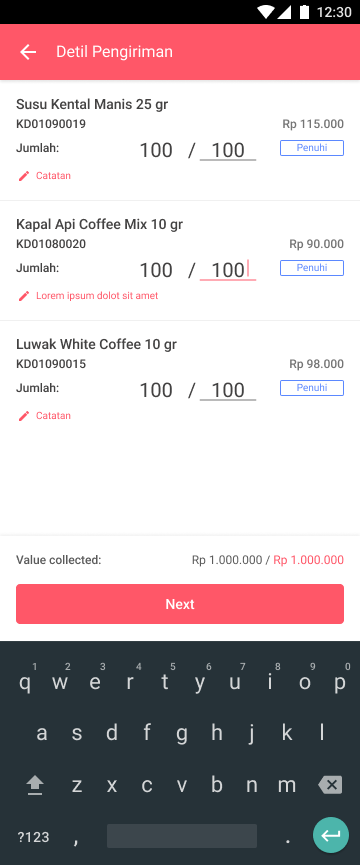 12:30
Detil Pengiriman
Susu Kental Manis 25 gr
KD01090019 Rp 115.000
Jumlah: 100 / 100 Penuhi
Catatan
Kapal Api Coffee Mix 10 gr
KD01080020 Rp 90.000
Jumlah: 100 / 100 Penuhi
Lorem ipsum dolot sit amet
Luwak White Coffee 10 gr
KD01090015 Rp 98.000
Jumlah: 100 / 100 Penuhi
Catatan
Value collected: Rp 1.000.000 / Rp 1.000.000
Next
1 2 3 4 5 6 7 8 9 0
q w e r t y u i o p
a s d f g h j k l
z x c v b n m
?123 , .